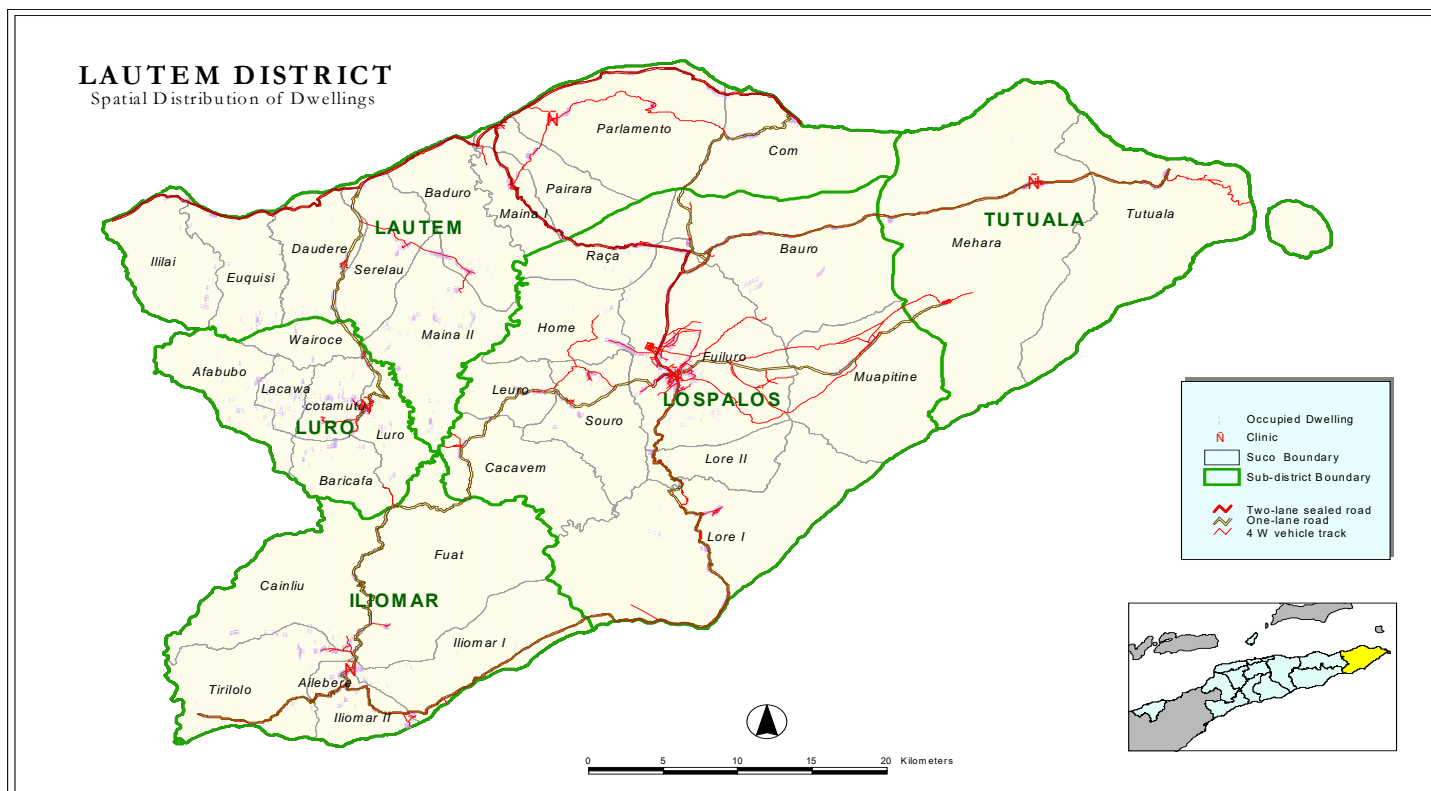 LAUTEM DISTRICT
Spatial Distribution of Dwellings
Parlamento
Com
Baduro
Pairara
Maina I
LAUTEM
Tutuala
TUTUALA
Daudere
Mehara
Bauro
Raça
Ililai
Serelau
Euquisi
Home
Maina II
Wairoce
Fuiluro
Afabubo
Muapitine
Lacawa
Leuro
LOSPALOS
cotamuto
Souro
LURO
Luro
Lore II
Cacavem
Baricafa
Lore I
Fuat
Cainliu
ILIOMAR
Iliomar I
Ailebere
Tirilolo
Iliomar II
Occupied Dwelling
Ñ Clinic
Suco Boundary
Sub-district Boundary
Two-lane sealed road
One-lane road
4 W vehicle track
0 5 10 15 20 Kilometers